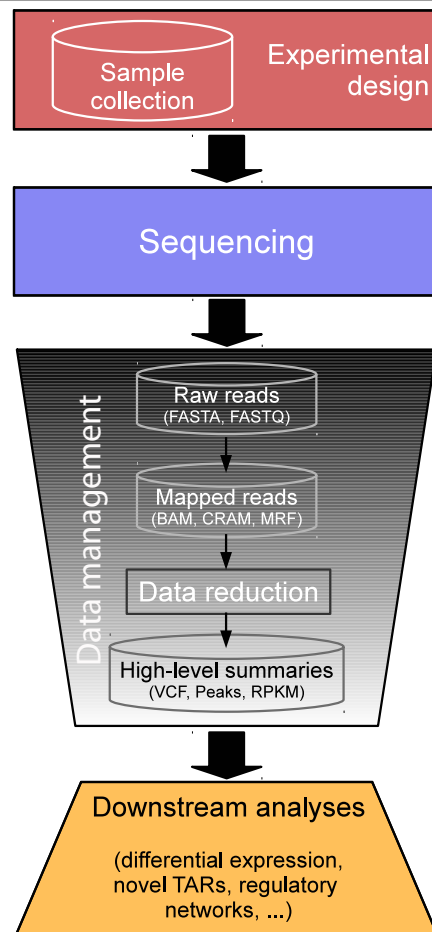 Sample
collection
Experimental
design
Sequencing
Data management
Raw reads
(FASTA, FASTQ)
Mapped reads
(BAM, CRAM, MRF)
Data reduction
High-level summaries
(VCF, Peaks, RPKM)
Downstream analyses
(differential expression,
novel TARs, regulatory
networks, ...)